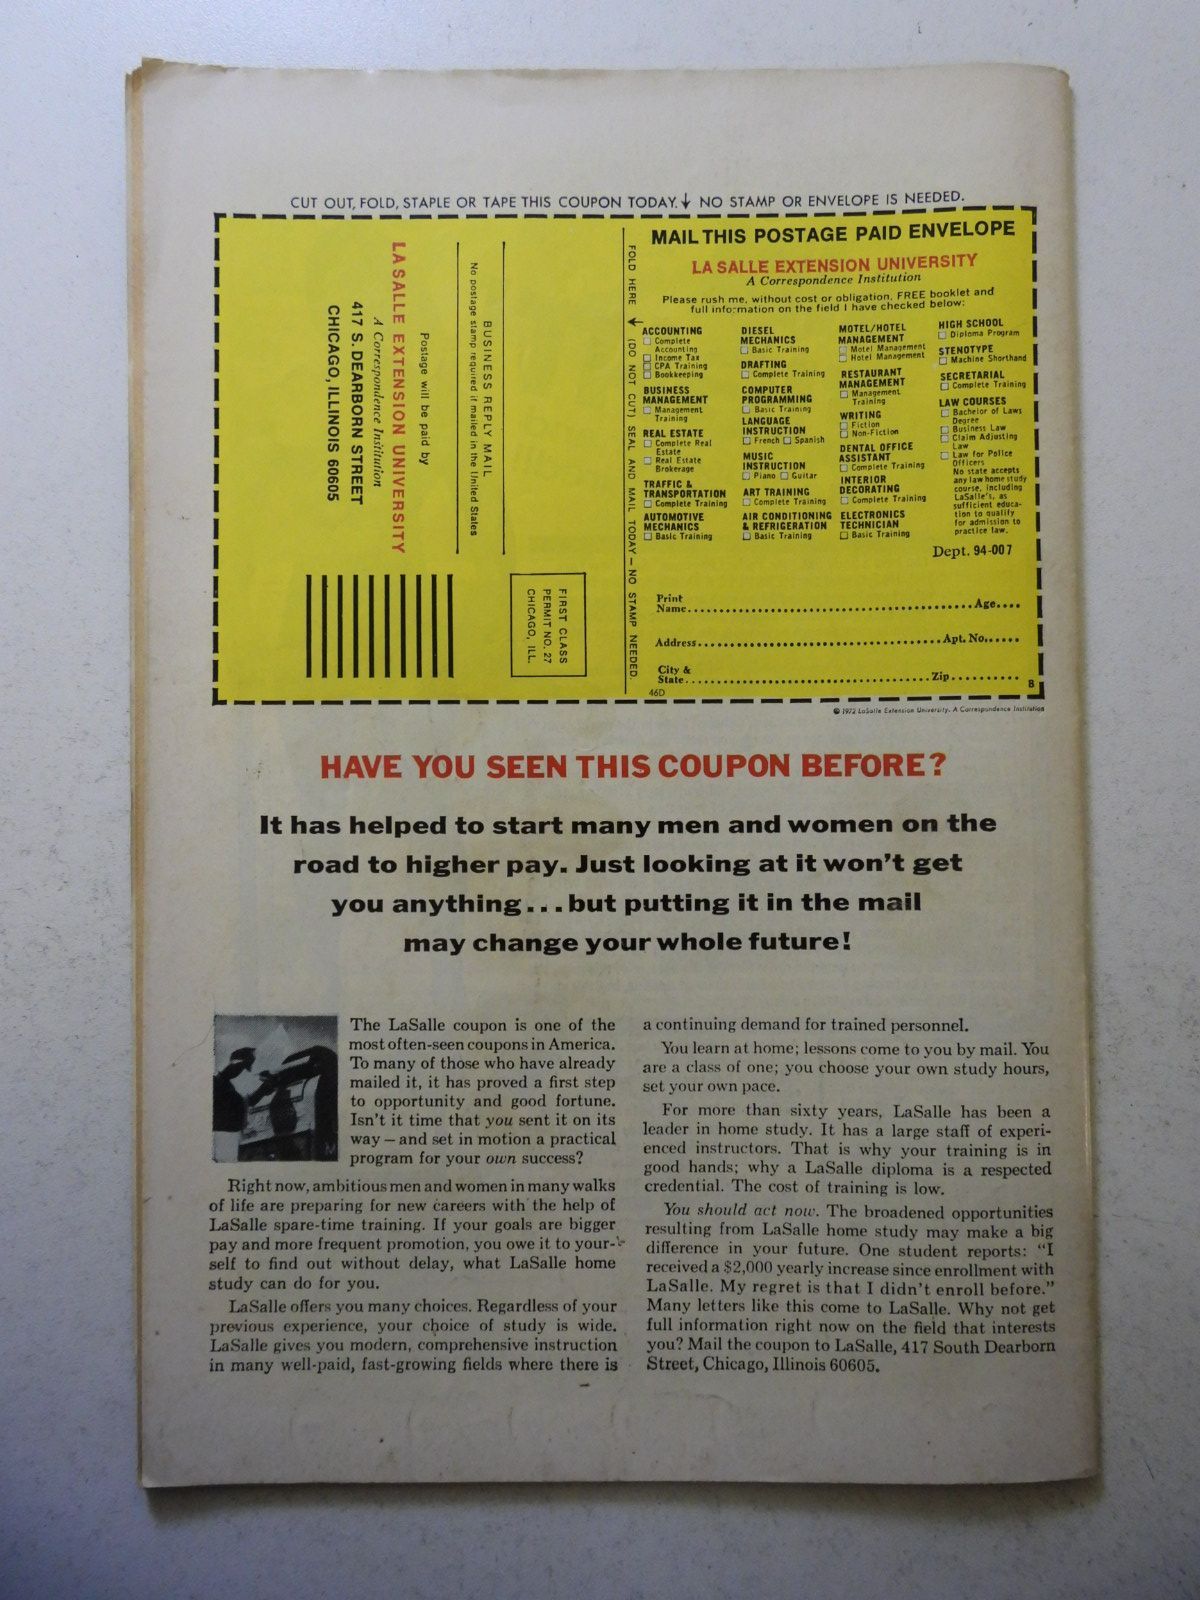 CUT OUT, FOLD, STAPLE OR TAPE THIS COUPON TODAY. ↓ NO STAMP OR ENVELOPE IS NEEDED.
FIRST CLASS
PERMIT NO. 27
CHICAGO, ILL.
BUSINESS REPLY MAIL
No postage stamp required if mailed in the United States
Postage will be paid by
LA SALLE EXTENSION UNIVERSITY
A Correspondence Institution
417 S. DEARBORN STREET
CHICAGO, ILLINOIS 60605
FOLD HERE → (DO NOT CUT) SEAL AND MAIL TODAY — NO STAMP NEEDED.
MAIL THIS POSTAGE PAID ENVELOPE
LA SALLE EXTENSION UNIVERSITY
A Correspondence Institution
Please rush me, without cost or obligation, FREE booklet and
full information on the field I have checked below:
ACCOUNTING
☐ Complete
Accounting
☐ Income Tax
☐ CPA Training
☐ Bookkeeping
BUSINESS
MANAGEMENT
☐ Management
Training
REAL ESTATE
☐ Complete Real
Estate
☐ Real Estate
Brokerage
TRAFFIC &
TRANSPORTATION
☐ Complete Training
AUTOMOTIVE
MECHANICS
☐ Basic Training
DIESEL
MECHANICS
☐ Basic Training
DRAFTING
☐ Complete Training
COMPUTER
PROGRAMMING
☐ Basic Training
LANGUAGE
INSTRUCTION
☐ French ☐ Spanish
MUSIC
INSTRUCTION
☐ Piano ☐ Guitar
ART TRAINING
☐ Complete Training
AIR CONDITIONING
& REFRIGERATION
☐ Basic Training
MOTEL/HOTEL
MANAGEMENT
☐ Motel Management
☐ Hotel Management
RESTAURANT
MANAGEMENT
☐ Management
Training
WRITING
☐ Fiction
☐ Non-Fiction
DENTAL OFFICE
ASSISTANT
☐ Complete Training
INTERIOR
DECORATING
☐ Complete Training
ELECTRONICS
TECHNICIAN
☐ Basic Training
HIGH SCHOOL
☐ Diploma Program
STENOTYPE
☐ Machine Shorthand
SECRETARIAL
☐ Complete Training
LAW COURSES
☐ Bachelor of Laws
Degree
☐ Business Law
☐ Claim Adjusting
Law
☐ Law for Police
Officers
No state accepts
any law home study
course, including
LaSalle's, as
sufficient educa-
tion to qualify
for admission to
practice law.
Dept. 94-007
Print
Name........................................Age....
Address...................................Apt. No......
City &
State...................................Zip..........
46D
8
© 1972 LaSalle Extension University. A Correspondence Institution
HAVE YOU SEEN THIS COUPON BEFORE?
It has helped to start many men and women on the
road to higher pay. Just looking at it won't get
you anything...but putting it in the mail
may change your whole future!
The LaSalle coupon is one of the
most often-seen coupons in America.
To many of those who have already
mailed it, it has proved a first step
to opportunity and good fortune.
Isn't it time that you sent it on its
way — and set in motion a practical
program for your own success?
Right now, ambitious men and women in many walks
of life are preparing for new careers with the help of
LaSalle spare-time training. If your goals are bigger
pay and more frequent promotion, you owe it to your-
self to find out without delay, what LaSalle home
study can do for you.
LaSalle offers you many choices. Regardless of your
previous experience, your choice of study is wide.
LaSalle gives you modern, comprehensive instruction
in many well-paid, fast-growing fields where there is
a continuing demand for trained personnel.
You learn at home; lessons come to you by mail. You
are a class of one; you choose your own study hours,
set your own pace.
For more than sixty years, LaSalle has been a
leader in home study. It has a large staff of experi-
enced instructors. That is why your training is in
good hands; why a LaSalle diploma is a respected
credential. The cost of training is low.
You should act now. The broadened opportunities
resulting from LaSalle home study may make a big
difference in your future. One student reports: "I
received a $2,000 yearly increase since enrollment with
LaSalle. My regret is that I didn't enroll before."
Many letters like this come to LaSalle. Why not get
full information right now on the field that interests
you? Mail the coupon to LaSalle, 417 South Dearborn
Street, Chicago, Illinois 60605.